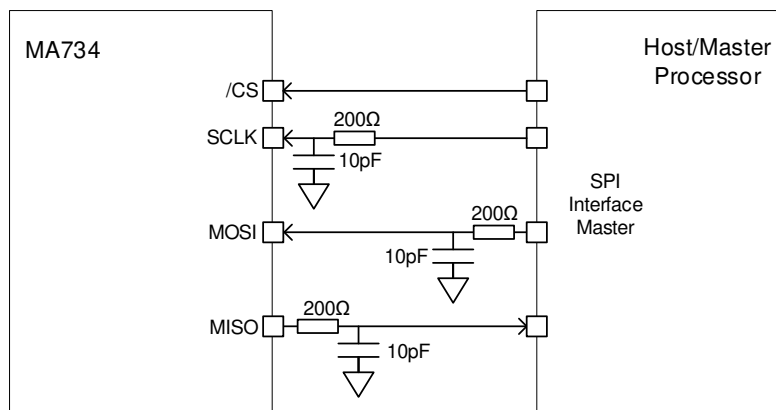 MA734
Host/Master
Processor
/CS
200Ω
SCLK
10pF
SPI
Interface
Master
200Ω
MOSI
10pF
200Ω
MISO
10pF